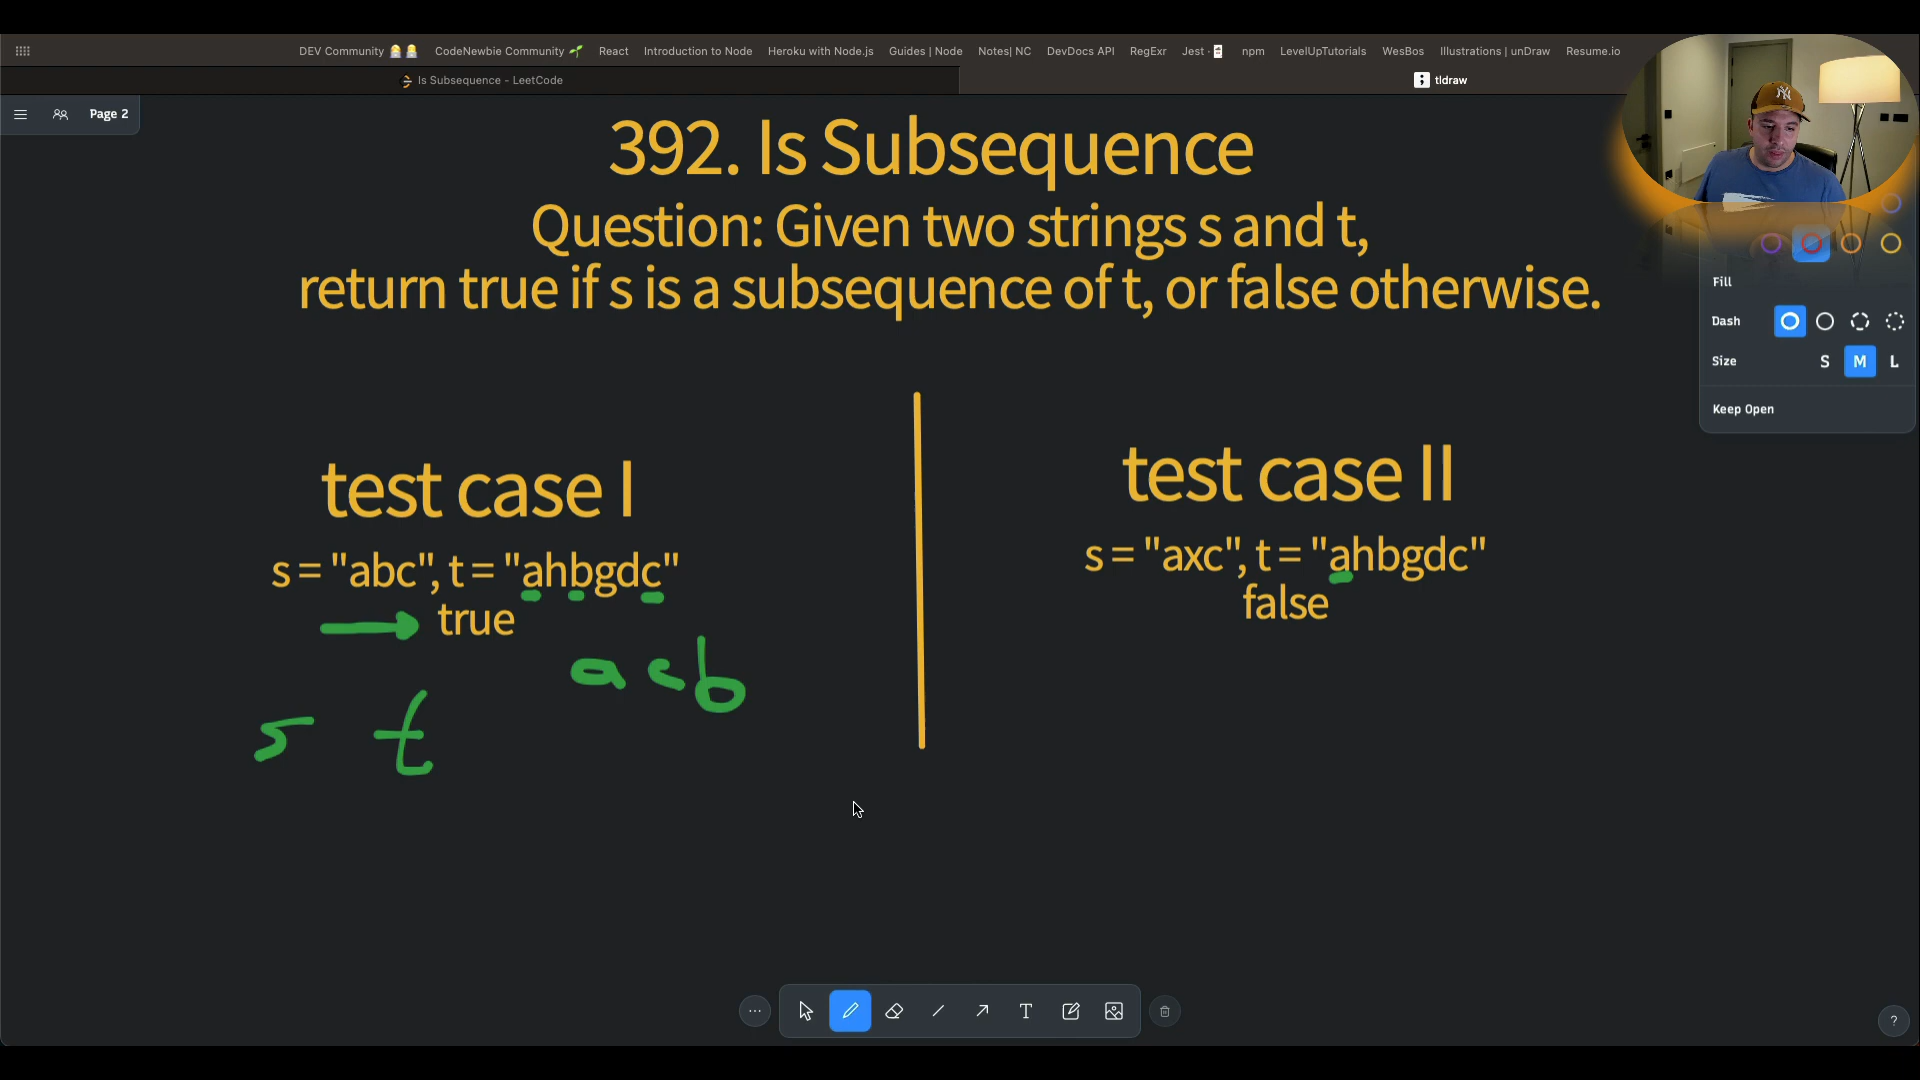 DEV Community CodeNewbie Community React Introduction to Node Heroku with Node.js Guides | Node Notes| NC DevDocs API RegExr Jest · npm LevelUpTutorials WesBos Illustrations | unDraw Resume.io
Is Subsequence - LeetCode
tldraw
Page 2
392. Is Subsequence
Question: Given two strings s and t,
return true if s is a subsequence of t, or false otherwise.
Fill
Dash
Size S M L
Keep Open
test case I
s = "abc", t = "ahbgdc"
true
a c b
s t
test case II
s = "axc", t = "ahbgdc"
false
T
?